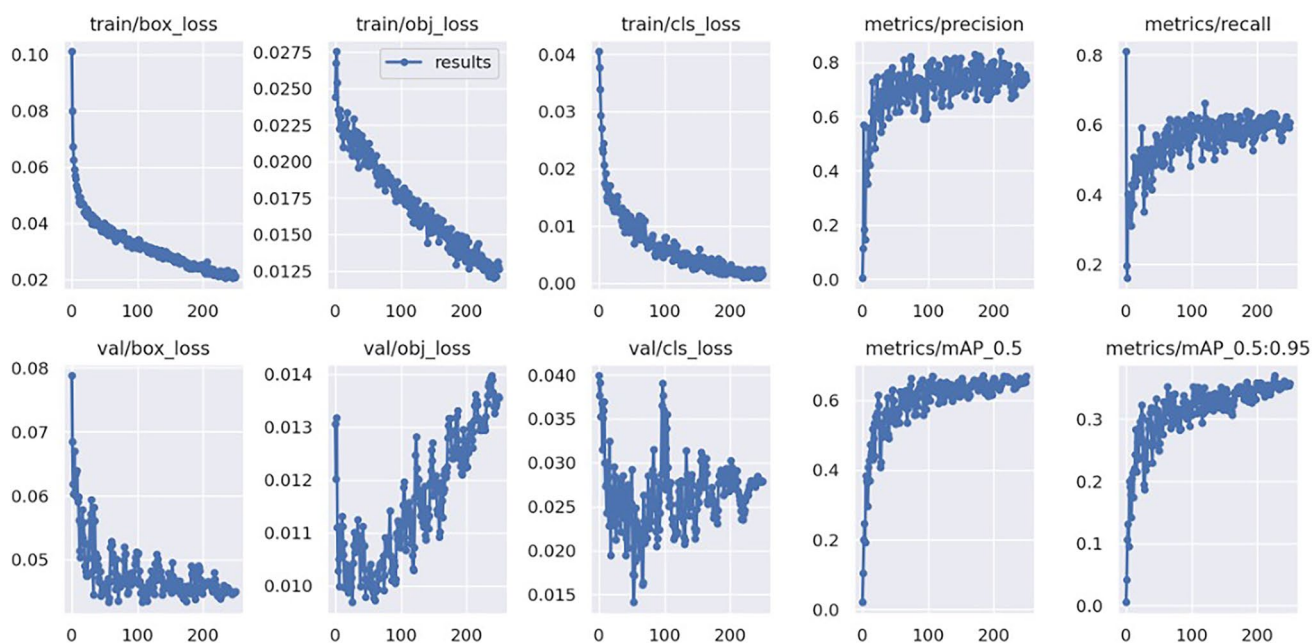 train/box_loss
0.10
0.08
0.06
0.04
0.02
0 100 200
train/obj_loss
results
0.0275
0.0250
0.0225
0.0200
0.0175
0.0150
0.0125
0 100 200
train/cls_loss
0.04
0.03
0.02
0.01
0.00
0 100 200
metrics/precision
0.8
0.6
0.4
0.2
0.0
0 100 200
metrics/recall
0.8
0.6
0.4
0.2
0 100 200
val/box_loss
0.08
0.07
0.06
0.05
0 100 200
val/obj_loss
0.014
0.013
0.012
0.011
0.010
0 100 200
val/cls_loss
0.040
0.035
0.030
0.025
0.020
0.015
0 100 200
metrics/mAP_0.5
0.6
0.4
0.2
0.0
0 100 200
metrics/mAP_0.5:0.95
0.3
0.2
0.1
0.0
0 100 200